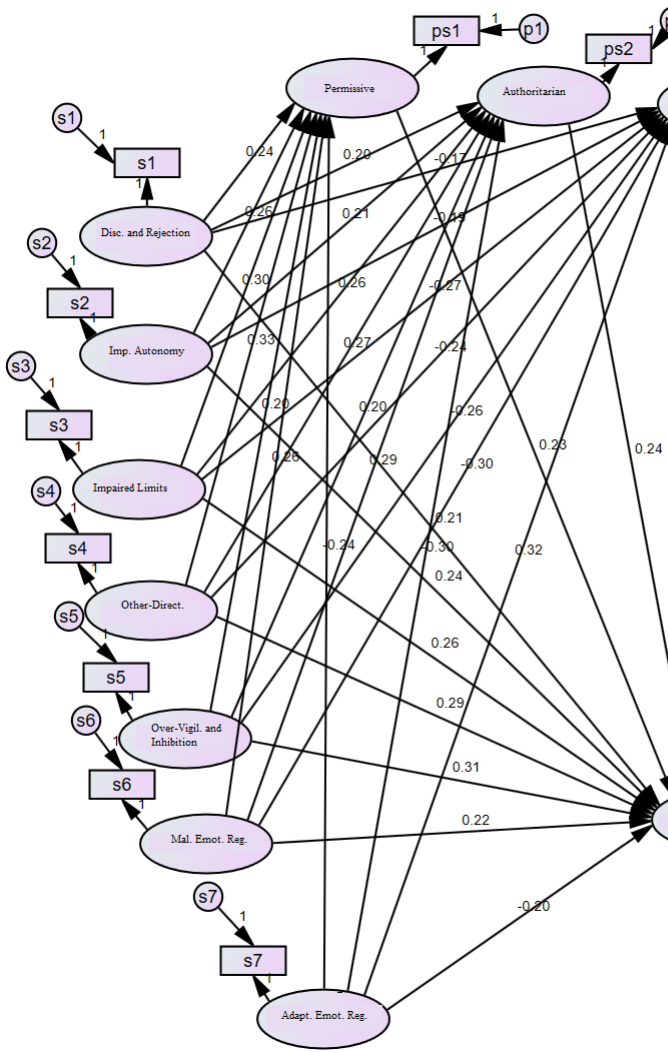 ps1
p1
1
1
ps2
1
Permissive
Authoritarian
s1
1
s1
1
0.24
0.20
-0.17
Disc. and Rejection
0.26
0.21
-0.19
s2
1
s2
1
0.30
0.26
-0.27
Imp. Autonomy
0.33
0.27
-0.24
s3
1
s3
1
0.20
0.20
-0.26
0.26
0.29
-0.30
0.23
0.24
Impaired Limits
s4
1
s4
1
0.21
-0.24
-0.30
0.32
0.24
Other-Direct.
s5
1
s5
1
0.26
0.29
Over-Vigil. and
Inhibition
s6
1
s6
1
0.31
0.22
Mal. Emot. Reg.
s7
1
s7
1
-0.20
Adapt. Emot. Reg.